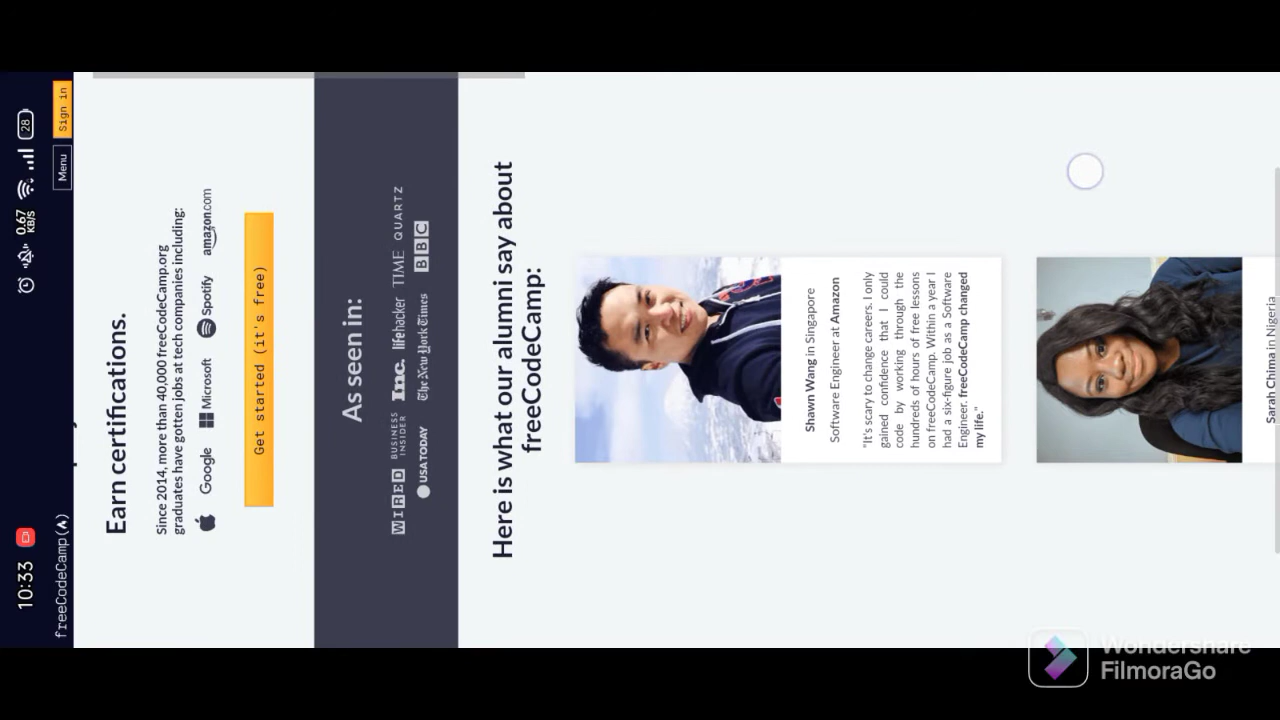 10:33
0.67
KB/S
28
freeCodeCamp(
Menu
Sign in
Earn certifications.
Since 2014, more than 40,000 freeCodeCamp.org
graduates have gotten jobs at tech companies including:
Google Microsoft Spotify amazon.com
Get started (it's free)
As seen in:
WIRED BUSINESS INSIDER Inc. lifehacker TIME QUARTZ
USA TODAY The New York Times BBC
Here is what our alumni say about
freeCodeCamp:
Shawn Wang in Singapore
Software Engineer at Amazon
"It's scary to change careers. I only
gained confidence that I could
code by working through the
hundreds of hours of free lessons
on freeCodeCamp. Within a year I
had a six-figure job as a Software
Engineer. freeCodeCamp changed
my life."
Sarah Chima in Nigeria
Wondershare
FilmoraGo